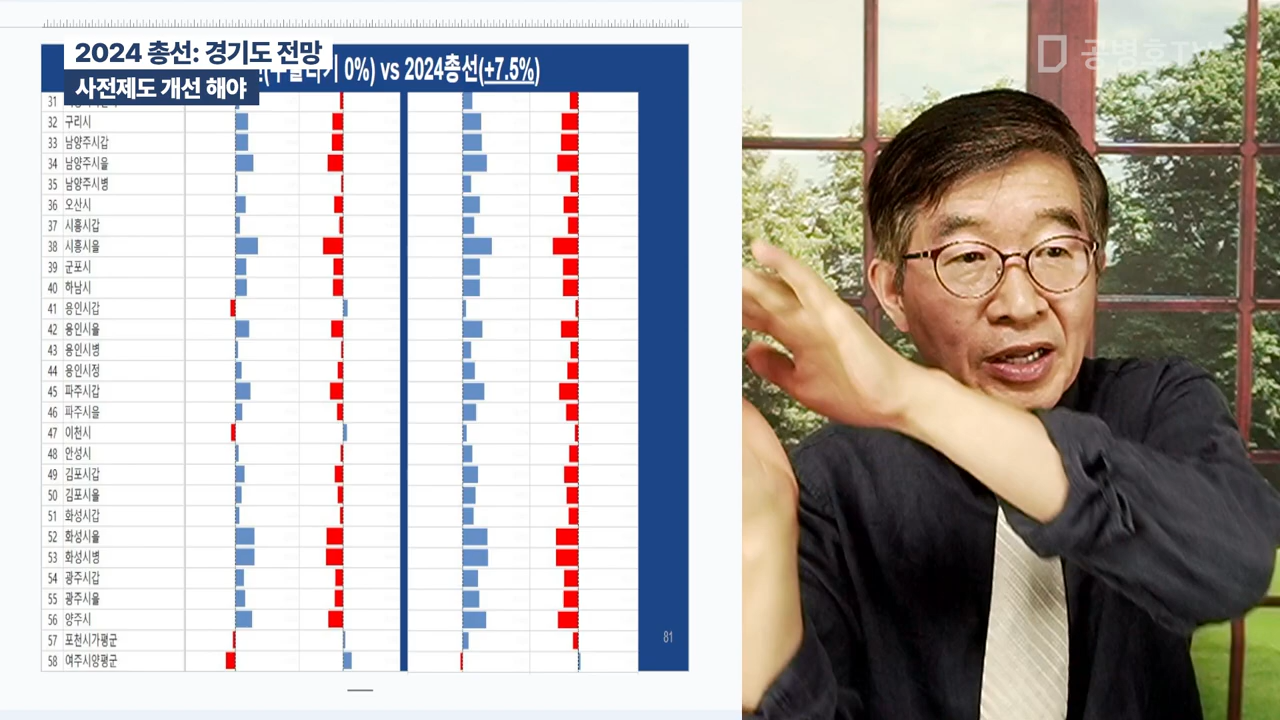 2024 총선: 경기도 전망
사전제도 개선 해야
0%) vs 2024총선(+7.5%)
공병호TV
31
32 구리시
33 남양주시갑
34 남양주시을
35 남양주시병
36 오산시
37 시흥시갑
38 시흥시을
39 군포시
40 하남시
41 용인시갑
42 용인시을
43 용인시병
44 용인시정
45 파주시갑
46 파주시을
47 이천시
48 안성시
49 김포시갑
50 김포시을
51 화성시갑
52 화성시을
53 화성시병
54 광주시갑
55 광주시을
56 양주시
57 포천시가평군
58 여주시양평군
81